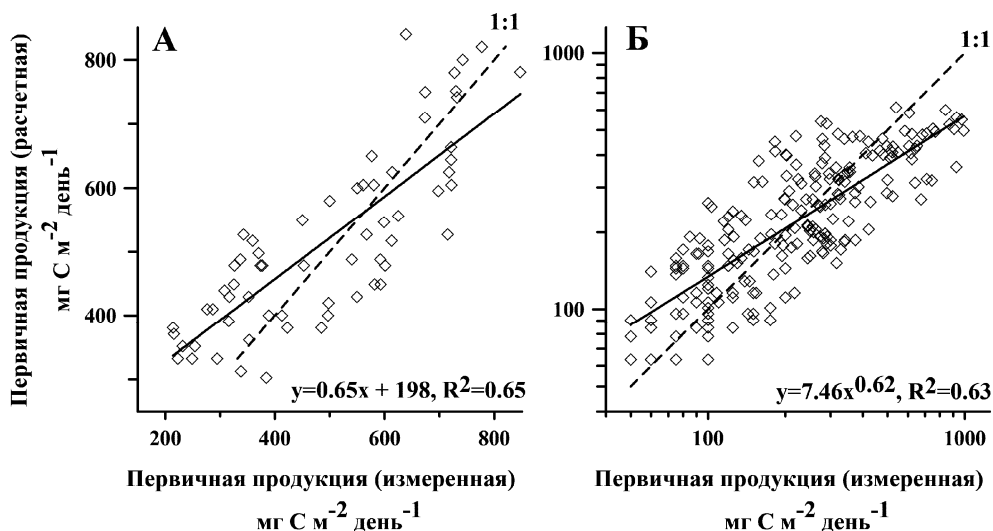 А
1:1
800
600
400
Первичная продукция (расчетная)
мг С м⁻² день⁻¹
y=0.65x + 198, R²=0.65
200 400 600 800
Первичная продукция (измеренная)
мг С м⁻² день⁻¹
Б
1:1
1000
100
y=7.46x⁰·⁶², R²=0.63
100 1000
Первичная продукция (измеренная)
мг С м⁻² день⁻¹